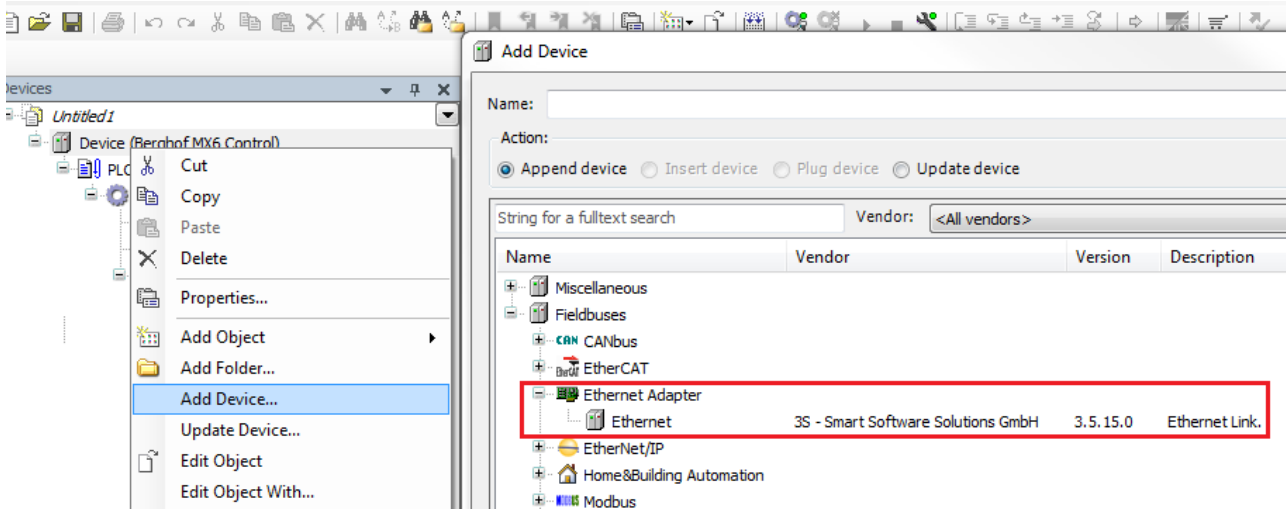 Add Device
Devices
Untitled1
Device (Berghof MX6 Control)
PLC
Cut
Copy
Paste
Delete
Properties...
Add Object
Add Folder...
Add Device...
Update Device...
Edit Object
Edit Object With...
Name:
Action:
Append device Insert device Plug device Update device
String for a fulltext search Vendor: <All vendors>
Name Vendor Version Description
Miscellaneous
Fieldbuses
CAN CANbus
EtherCAT EtherCAT
Ethernet Adapter
Ethernet 3S - Smart Software Solutions GmbH 3.5.15.0 Ethernet Link.
EtherNet/IP
Home&Building Automation
MODBUS Modbus